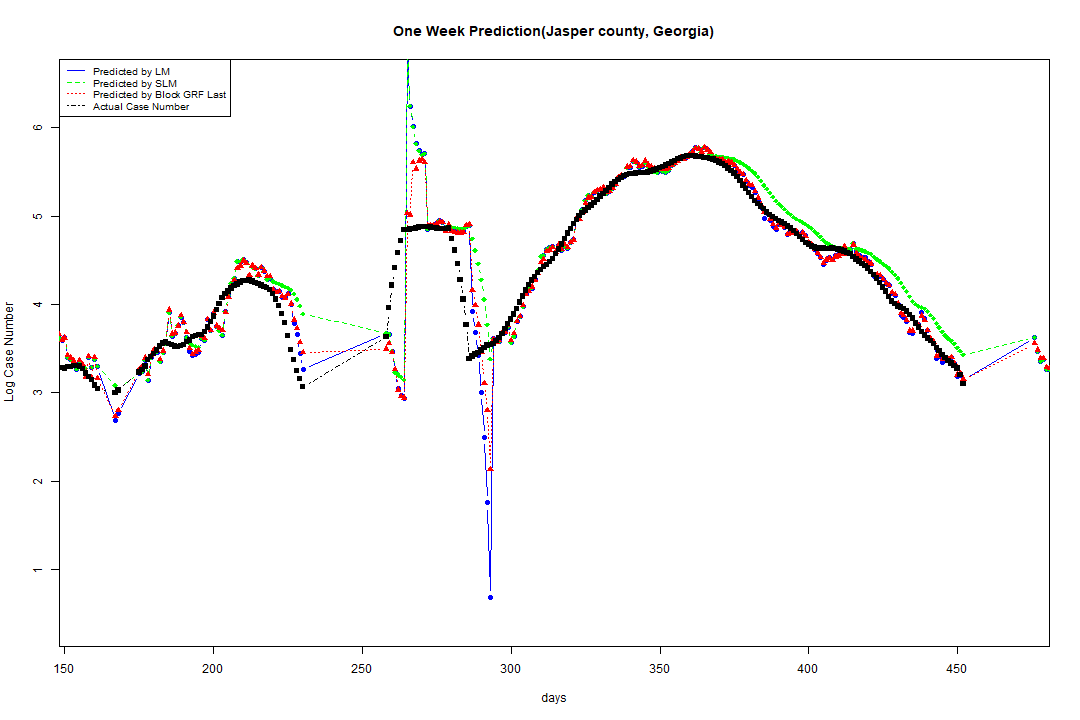 One Week Prediction(Jasper county, Georgia)
Predicted by LM
Predicted by SLM
Predicted by Block GRF Last
Actual Case Number
Log Case Number
6
5
4
3
2
1
150 200 250 300 350 400 450
days